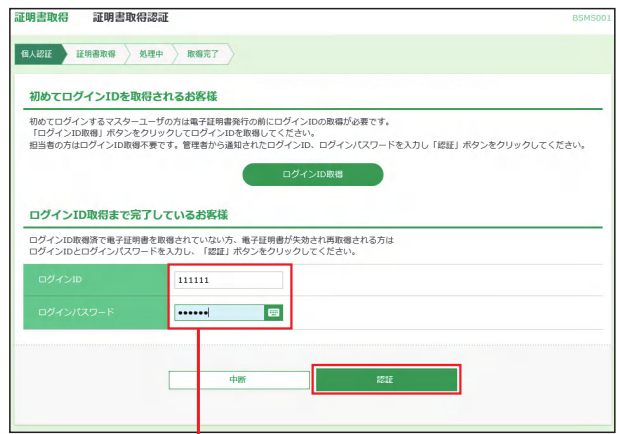 証明書取得 証明書取得認証 BSMS001
個人認証 証明書取得 処理中 取得完了
初めてログインIDを取得されるお客様
初めてログインするマスターユーザの方は電子証明書発行の前にログインIDの取得が必要です。
「ログインID取得」ボタンをクリックしてログインIDを取得してください。
担当者の方はログインID取得不要です。管理者から通知されたログインID、ログインパスワードを入力し「認証」ボタンをクリックしてください。
ログインID取得
ログインID取得まで完了しているお客様
ログインID取得済で電子証明書を取得されていない方、電子証明書が失効され再取得される方は
ログインIDとログインパスワードを入力し、「認証」ボタンをクリックしてください。
ログインID 111111
ログインパスワード ●●●●●●
中断 認証